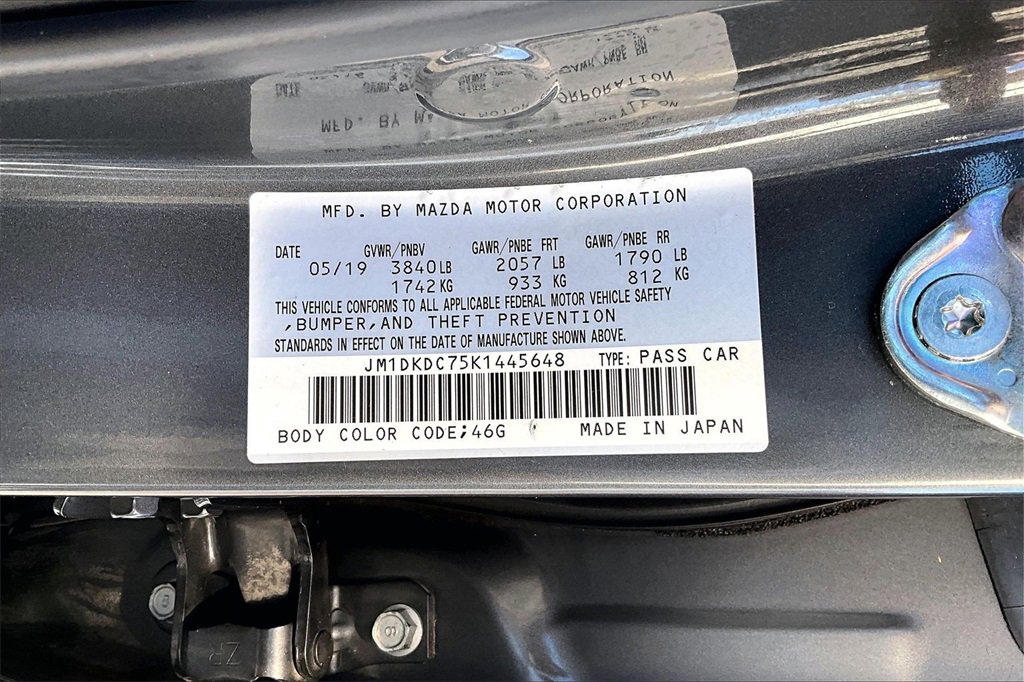 MFD. BY MAZDA MOTOR CORPORATION
DATE GVWR/PNBV GAWR/PNBE FRT GAWR/PNBE RR
05/19 3840LB 2057 LB 1790 LB
1742KG 933 KG 812 KG
THIS VEHICLE CONFORMS TO ALL APPLICABLE FEDERAL MOTOR VEHICLE SAFETY
,BUMPER,AND THEFT PREVENTION
STANDARDS IN EFFECT ON THE DATE OF MANUFACTURE SHOWN ABOVE.
JM1DKDC75K1445648 TYPE: PASS CAR
BODY COLOR CODE;46G MADE IN JAPAN
8
8
ZR